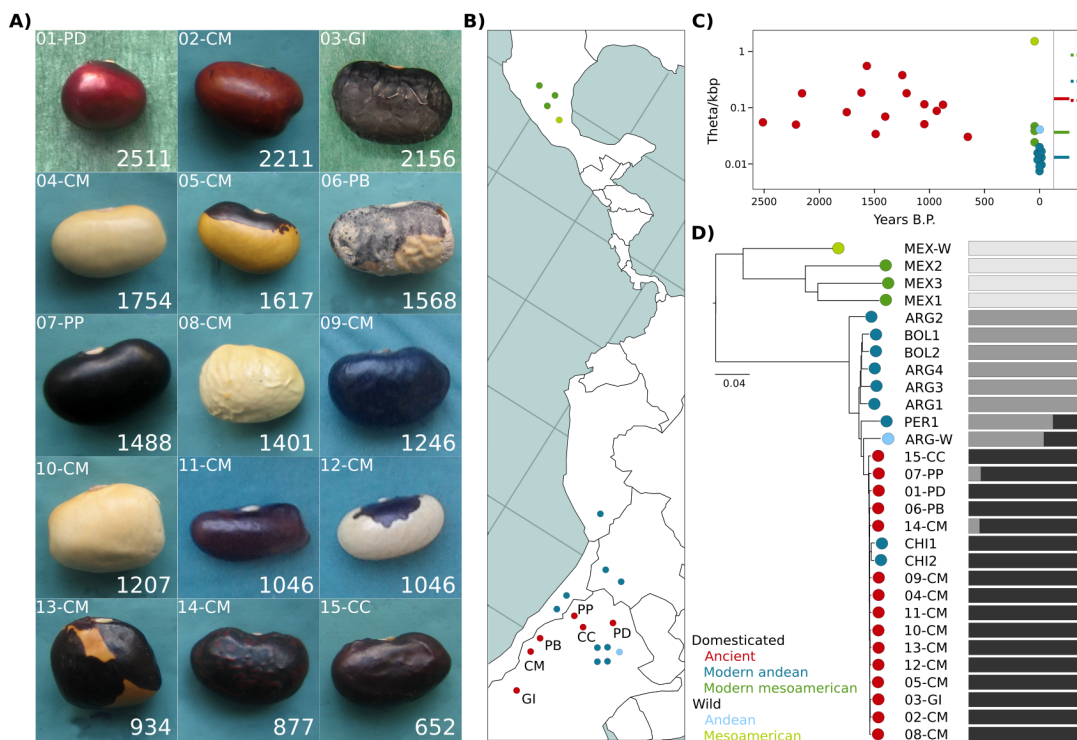 A)
01-PD
02-CM
03-GI
2511
2211
2156
04-CM
05-CM
06-PB
1754
1617
1568
07-PP
08-CM
09-CM
1488
1401
1246
10-CM
11-CM
12-CM
1207
1046
1046
13-CM
14-CM
15-CC
934
877
652
B)
PP
CC
PD
PB
CM
GI
Domesticated
Ancient
Modern andean
Modern mesoamerican
Wild
Andean
Mesoamerican
C)
Theta/kbp
1
0.1
0.01
2500
2000
1500
1000
500
0
Years B.P.
D)
0.04
MEX-W
MEX2
MEX3
MEX1
ARG2
BOL1
BOL2
ARG4
ARG3
ARG1
PER1
ARG-W
15-CC
07-PP
01-PD
06-PB
14-CM
CHI1
CHI2
09-CM
04-CM
11-CM
10-CM
13-CM
12-CM
05-CM
03-GI
02-CM
08-CM